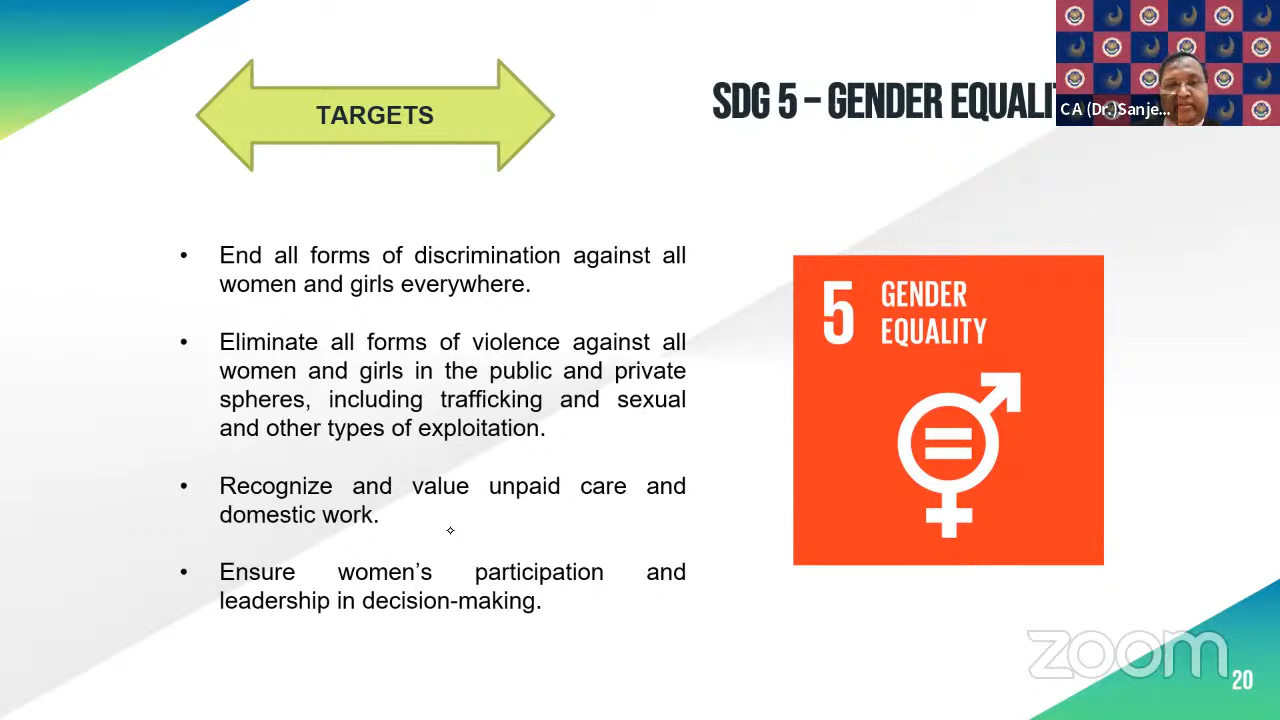 TARGETS
SDG 5 – GENDER EQUALI
C A (Dr.)Sanje...
• End all forms of discrimination against all
women and girls everywhere.
• Eliminate all forms of violence against all
women and girls in the public and private
spheres, including trafficking and sexual
and other types of exploitation.
• Recognize and value unpaid care and
domestic work.
• Ensure women’s participation and
leadership in decision-making.
5 GENDER
EQUALITY
zoom
20